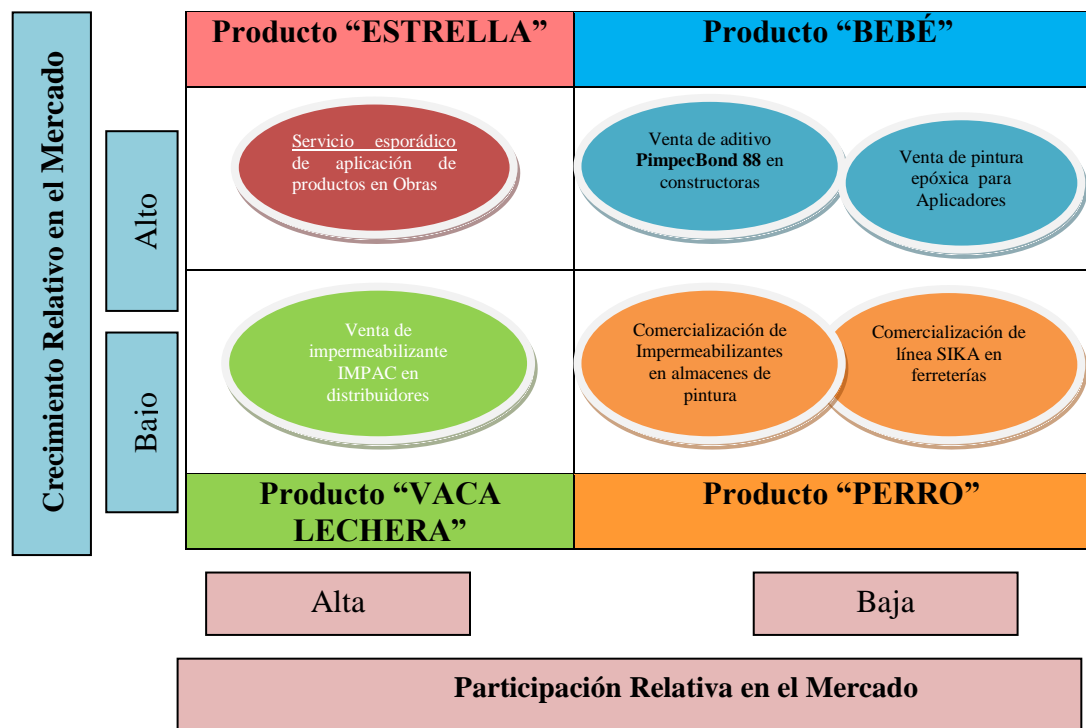 Producto “ESTRELLA”
Producto “BEBÉ”
Crecimiento Relativo en el Mercado
Alto
Servicio esporádico
de aplicación de
productos en Obras
Venta de aditivo
PimpecBond 88 en
constructoras
Venta de pintura
epóxica para
Aplicadores
Bajo
Venta de
impermeabilizante
IMPAC en
distribuidores
Comercialización de
Impermeabilizantes
en almacenes de
pintura
Comercialización de
línea SIKA en
ferreterías
Producto “VACA
LECHERA”
Producto “PERRO”
Alta
Baja
Participación Relativa en el Mercado